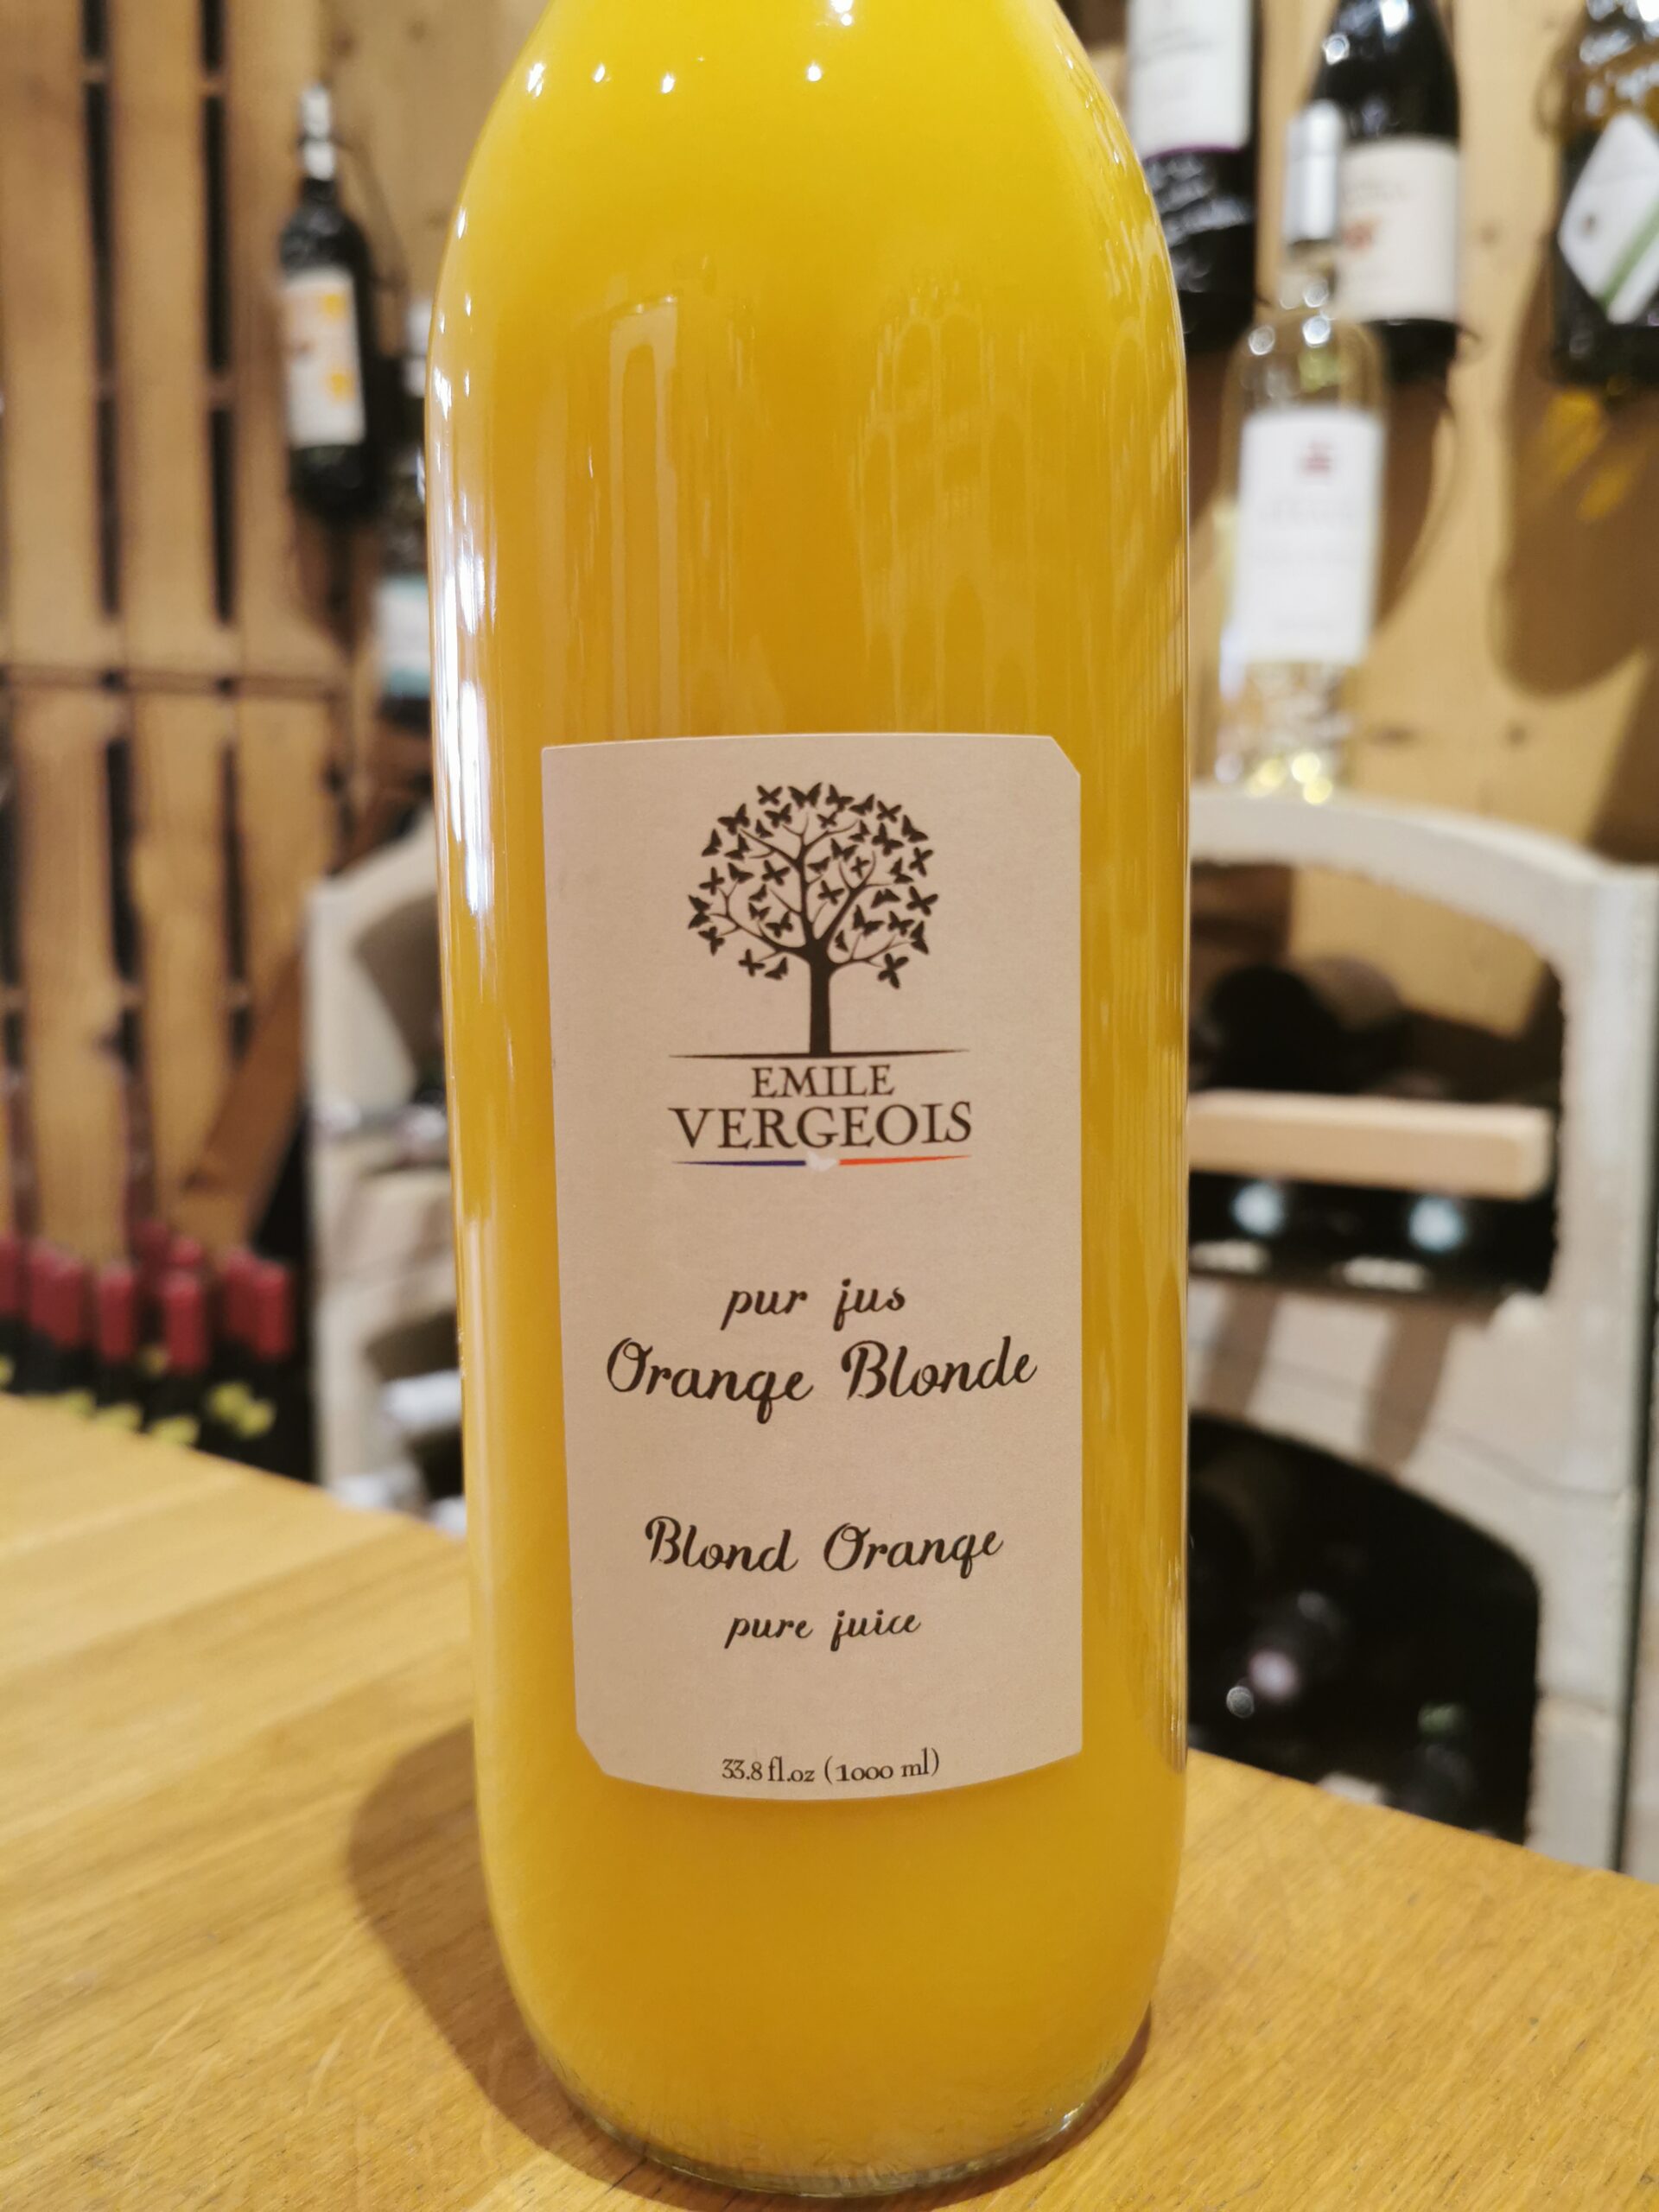 EMILE
VERGEOIS
pur jus
Orange Blonde
Blond Orange
pure juice
33.8 fl.oz (1000 ml)